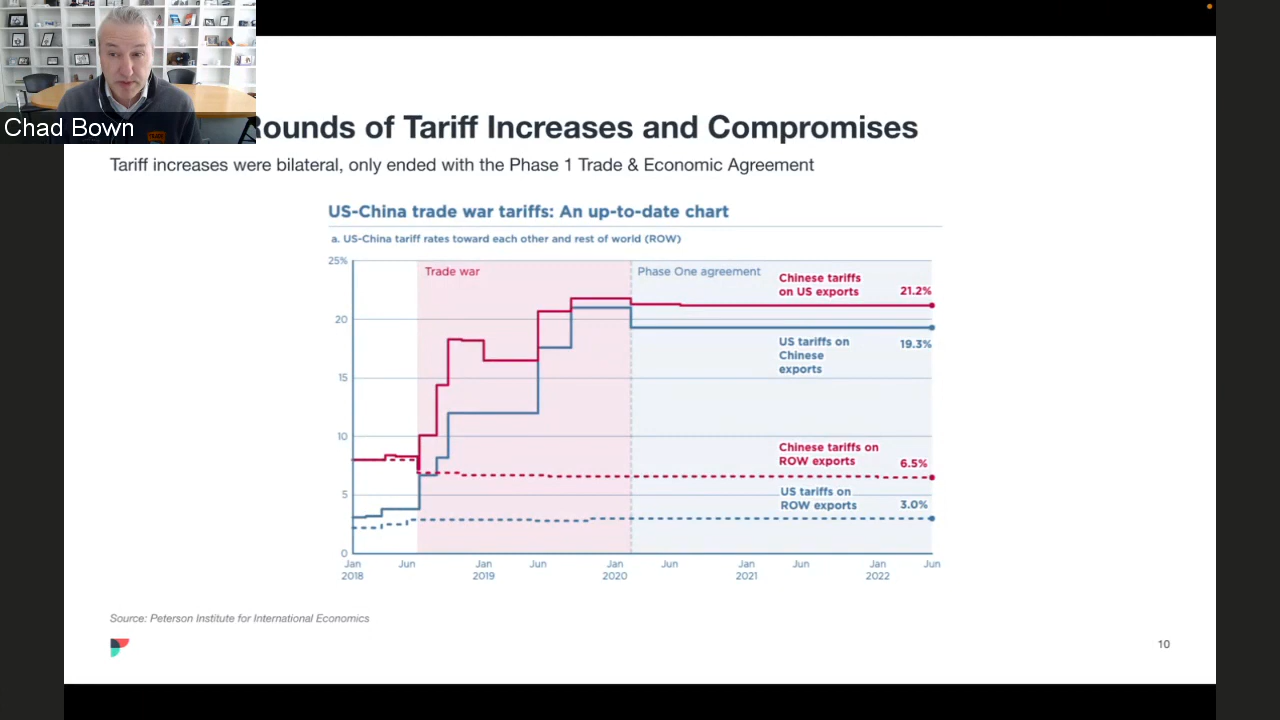 Chad Bown
Rounds of Tariff Increases and Compromises
Tariff increases were bilateral, only ended with the Phase 1 Trade & Economic Agreement
US-China trade war tariffs: An up-to-date chart
a. US-China tariff rates toward each other and rest of world (ROW)
25%
20
15
10
5
0
Trade war
Phase One agreement
Chinese tariffs
on US exports
21.2%
US tariffs on
Chinese
exports
19.3%
Chinese tariffs on
ROW exports
6.5%
US tariffs on
ROW exports
3.0%
Jan
2018
Jun
Jan
2019
Jun
Jan
2020
Jun
Jan
2021
Jun
Jan
2022
Jun
Source: Peterson Institute for International Economics
10